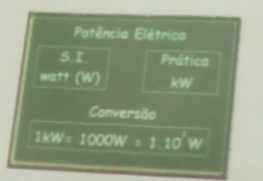 Potência Elétrica
S.I.
watt (W)
Prática
kW
Conversão
1kW= 1000W = 1.10³W